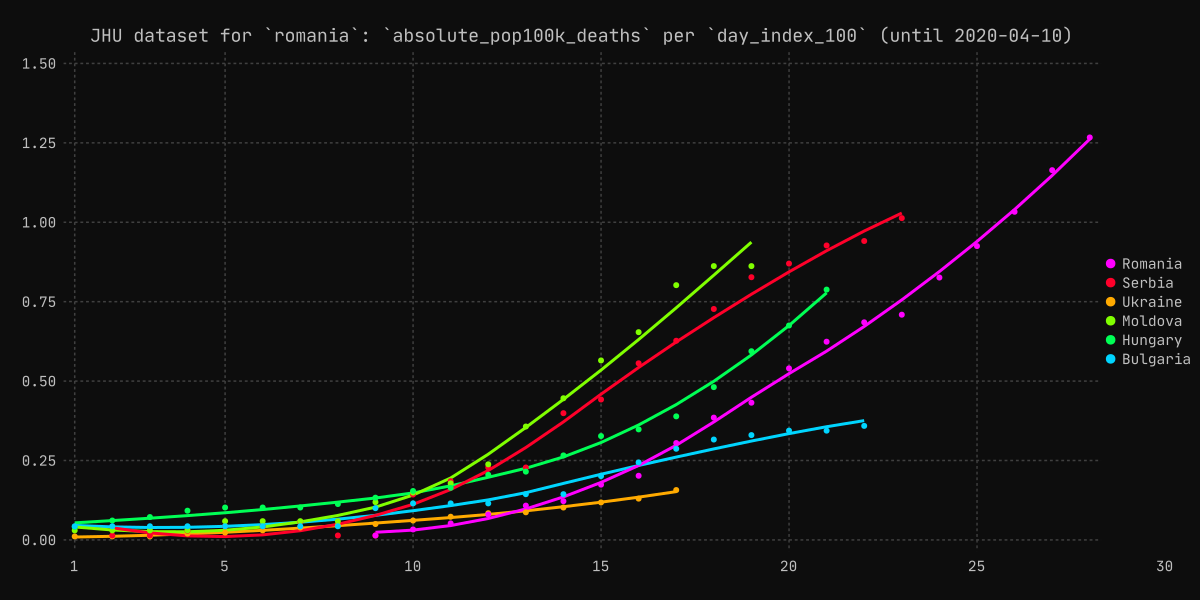 JHU dataset for `romania`: `absolute_pop100k_deaths` per `day_index_100` (until 2020-04-10)
1.50
1.25
1.00
0.75
0.50
0.25
0.00
1 5 10 15 20 25 30
Romania
Serbia
Ukraine
Moldova
Hungary
Bulgaria